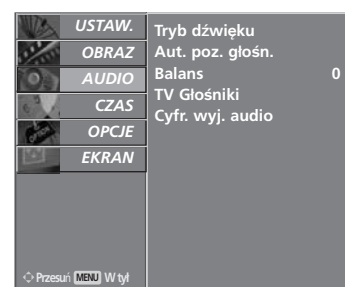 USTAW.
OBRAZ
AUDIO
CZAS
OPCJE
EKRAN
Tryb dźwięku
Aut. poz. głośn.
Balans 0
TV Głośniki
Cyfr. wyj. audio
Przesuń MENU W tył